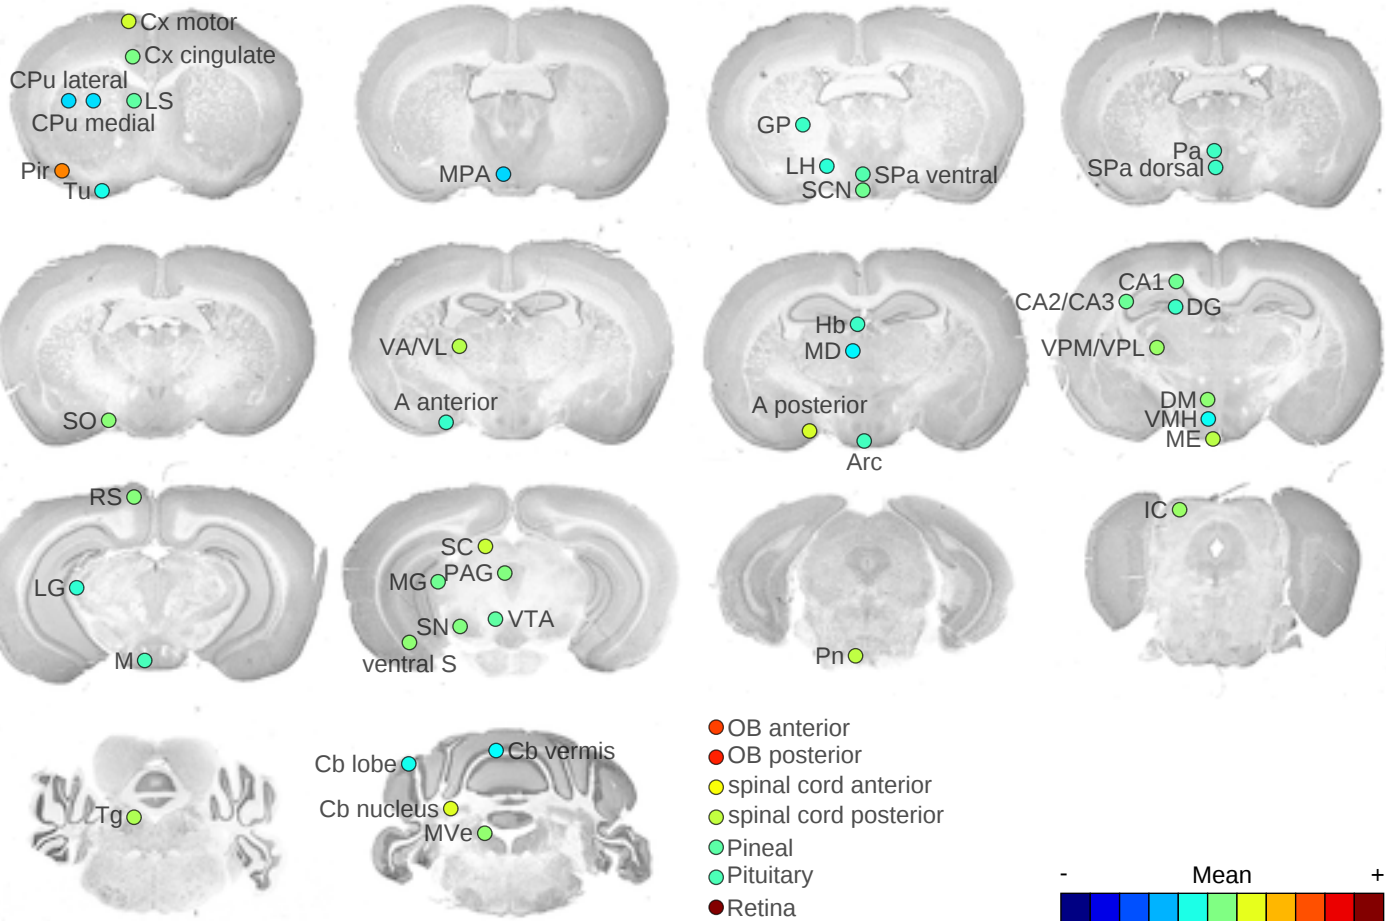 Cx motor
Cx cingulate
CPu lateral
LS
CPu medial
Pir
Tu
MPA
GP
LH
SPa ventral
SCN
Pa
SPa dorsal
SO
VA/VL
A anterior
Hb
MD
A posterior
Arc
CA1
CA2/CA3
DG
VPM/VPL
DM
VMH
ME
RS
LG
M
SC
PAG
MG
VTA
SN
ventral S
Pn
IC
Tg
Cb vermis
Cb lobe
Cb nucleus
MVe
OB anterior
OB posterior
spinal cord anterior
spinal cord posterior
Pineal
Pituitary
Retina
- Mean +